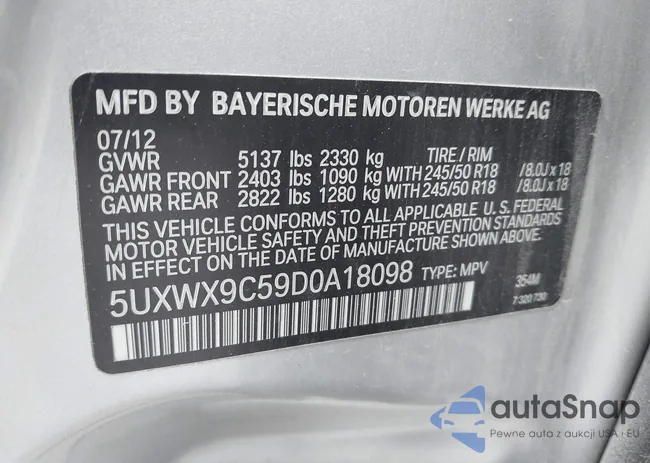 MFD BY BAYERISCHE MOTOREN WERKE AG
07/12
GVWR 5137 lbs 2330 kg TIRE / RIM
GAWR FRONT 2403 lbs 1090 kg WITH 245/50 R18 /8.0J x 18
GAWR REAR 2822 lbs 1280 kg WITH 245/50 R18 /8.0J x 18
THIS VEHICLE CONFORMS TO ALL APPLICABLE U.S. FEDERAL
MOTOR VEHICLE SAFETY AND THEFT PREVENTION STANDARDS
IN EFFECT ON THE DATE OF MANUFACTURE SHOWN ABOVE.
5UXWX9C59D0A18098 TYPE: MPV 354M
7 320 730
autaSnap
Pewne auta z aukcji USA i EU